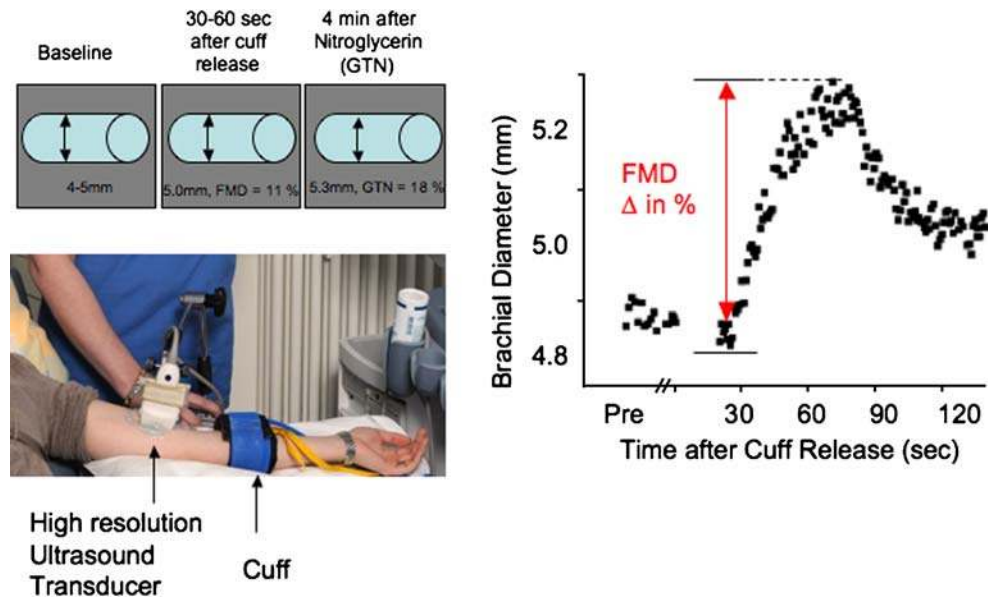 Baseline
30-60 sec
after cuff
release
4 min after
Nitroglycerin
(GTN)
4-5mm
5.0mm, FMD = 11 %
5.3mm, GTN = 18 %
High resolution
Ultrasound
Transducer
Cuff
Brachial Diameter (mm)
5.2
5.0
4.8
FMD
Δ in %
Pre
30
60
90
120
Time after Cuff Release (sec)